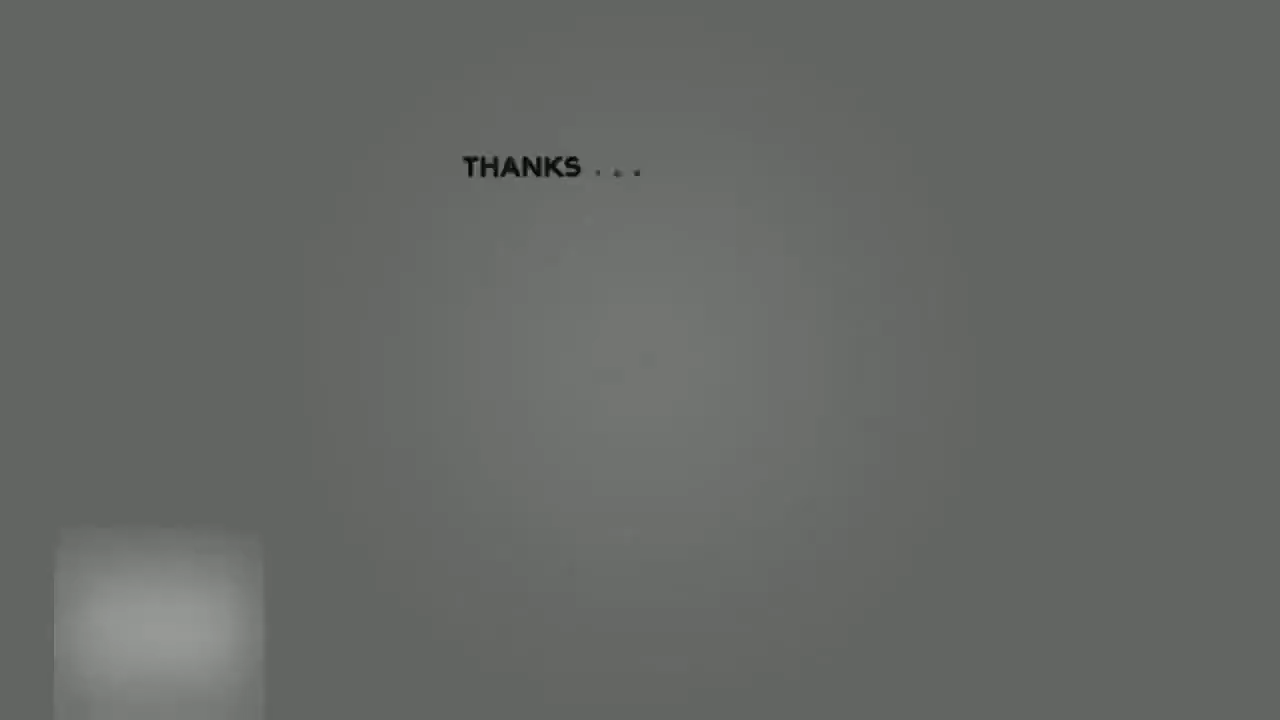 THANKS . . .